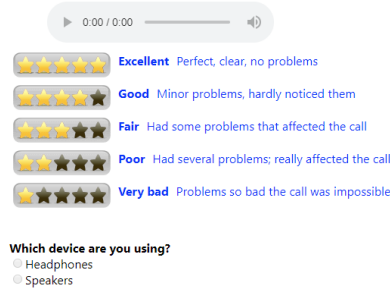 0:00 / 0:00
Excellent Perfect, clear, no problems
Good Minor problems, hardly noticed them
Fair Had some problems that affected the call
Poor Had several problems; really affected the call
Very bad Problems so bad the call was impossible
Which device are you using?
Headphones
Speakers